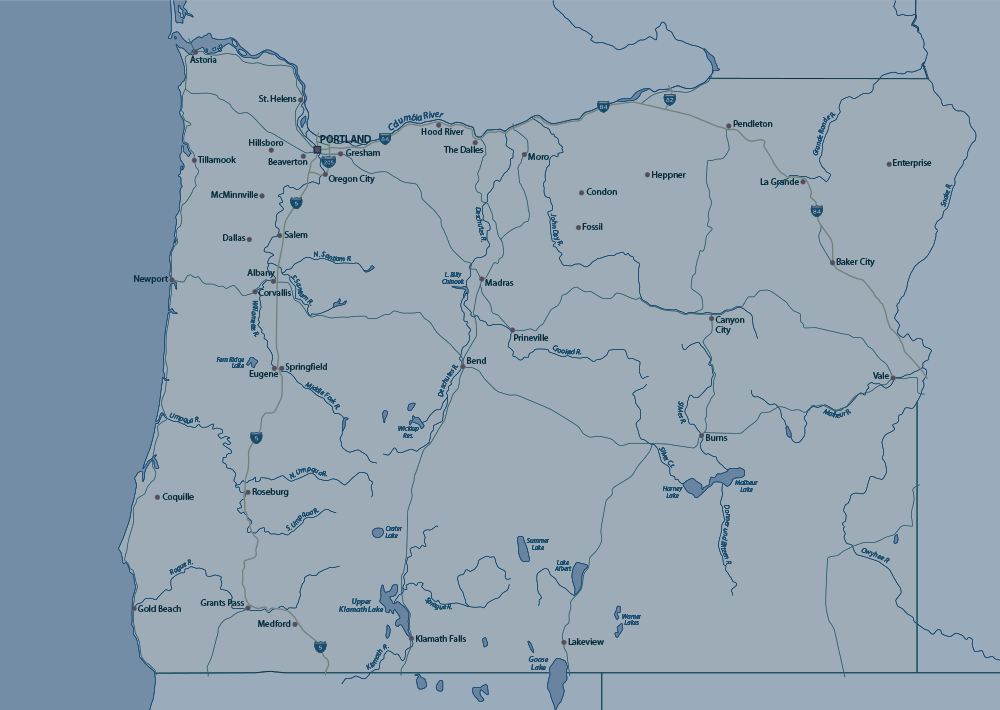 Astoria
St. Helens
Columbia River
84
82
PORTLAND
84
Hood River
Pendleton
Grande Ronde R.
Hillsboro
Beaverton
205
Gresham
The Dalles
Moro
Tillamook
Enterprise
Oregon City
Heppner
La Grande
McMinnville
5
Condon
Snake R.
84
Deschutes R.
John Day R.
Fossil
Dallas
Salem
N. Santiam R.
Baker City
Newport
Albany
L. Billy
Chinook
Madras
S. Santiam R.
Corvallis
Willamette R.
Canyon
City
Prineville
Crooked R.
Fern Ridge
Lake
Springfield
Eugene
Bend
Vale
Middle Fork R.
Deschutes R.
Silvies R.
Malheur R.
Umpqua R.
Wickiup
Res.
5
Burns
Silver Cr.
N. Umpqua R.
Roseburg
Coquille
Harney
Lake
Malheur
Lake
S. Umpqua R.
Crater
Lake
Donner und Blitzen R.
Summer
Lake
Owyhee R.
Rogue R.
Lake
Albert
Upper
Klamath Lake
Sprague R.
Grants Pass
Gold Beach
Warner
Lakes
Medford
5
Klamath Falls
Lakeview
Klamath R.
Goose
Lake